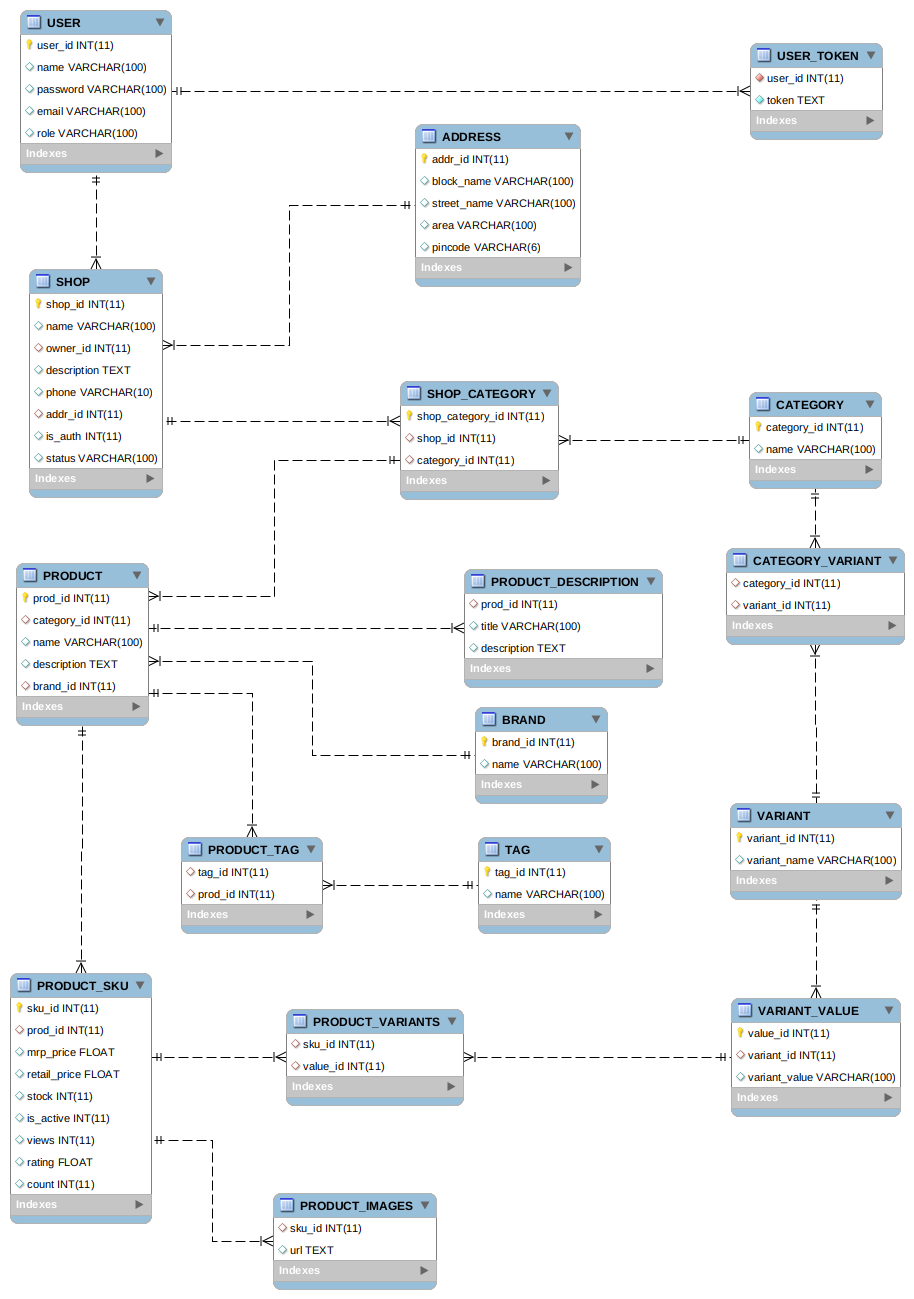 USER
user_id INT(11)
name VARCHAR(100)
password VARCHAR(100)
email VARCHAR(100)
role VARCHAR(100)
Indexes
USER_TOKEN
user_id INT(11)
token TEXT
Indexes
ADDRESS
addr_id INT(11)
block_name VARCHAR(100)
street_name VARCHAR(100)
area VARCHAR(100)
pincode VARCHAR(6)
Indexes
SHOP
shop_id INT(11)
name VARCHAR(100)
owner_id INT(11)
description TEXT
phone VARCHAR(10)
addr_id INT(11)
is_auth INT(11)
status VARCHAR(100)
Indexes
SHOP_CATEGORY
shop_category_id INT(11)
shop_id INT(11)
category_id INT(11)
Indexes
CATEGORY
category_id INT(11)
name VARCHAR(100)
Indexes
CATEGORY_VARIANT
category_id INT(11)
variant_id INT(11)
Indexes
PRODUCT
prod_id INT(11)
category_id INT(11)
name VARCHAR(100)
description TEXT
brand_id INT(11)
Indexes
PRODUCT_DESCRIPTION
prod_id INT(11)
title VARCHAR(100)
description TEXT
Indexes
BRAND
brand_id INT(11)
name VARCHAR(100)
Indexes
VARIANT
variant_id INT(11)
variant_name VARCHAR(100)
Indexes
PRODUCT_TAG
tag_id INT(11)
prod_id INT(11)
Indexes
TAG
tag_id INT(11)
name VARCHAR(100)
Indexes
PRODUCT_SKU
sku_id INT(11)
prod_id INT(11)
mrp_price FLOAT
retail_price FLOAT
stock INT(11)
is_active INT(11)
views INT(11)
rating FLOAT
count INT(11)
Indexes
PRODUCT_VARIANTS
sku_id INT(11)
value_id INT(11)
Indexes
VARIANT_VALUE
value_id INT(11)
variant_id INT(11)
variant_value VARCHAR(100)
Indexes
PRODUCT_IMAGES
sku_id INT(11)
url TEXT
Indexes